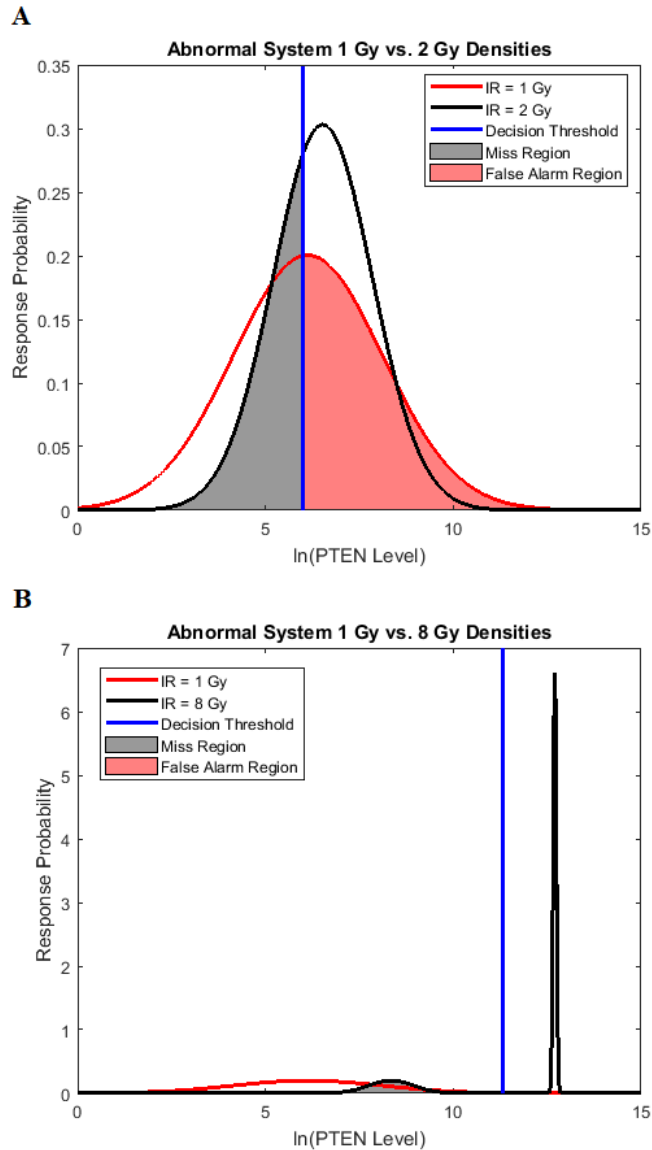 A
Abnormal System 1 Gy vs. 2 Gy Densities
0.35
0.3
0.25
0.2
0.15
0.1
0.05
0
Response Probability
IR = 1 Gy
IR = 2 Gy
Decision Threshold
Miss Region
False Alarm Region
0 5 10 15
ln(PTEN Level)
B
Abnormal System 1 Gy vs. 8 Gy Densities
7
6
5
4
3
2
1
0
Response Probability
IR = 1 Gy
IR = 8 Gy
Decision Threshold
Miss Region
False Alarm Region
0 5 10 15
ln(PTEN Level)